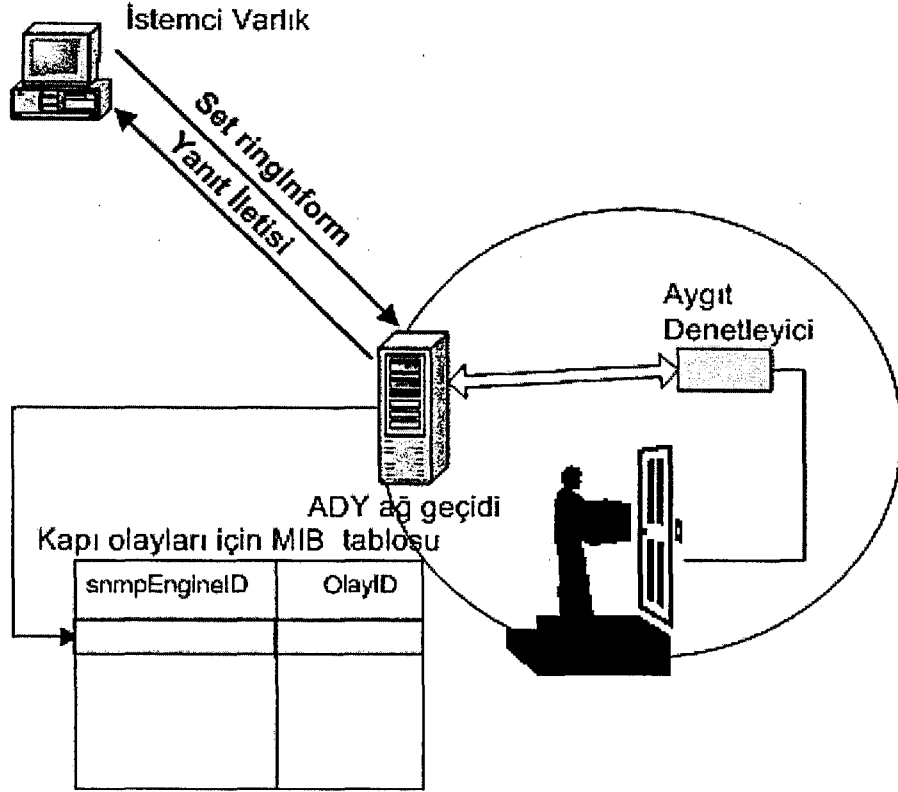 İstemci Varlık
Set ringInform
Yanıt İletisi
Aygıt
Denetleyici
ADY ağ geçidi
Kapı olayları için MIB tablosu
snmpEngineID OlayID